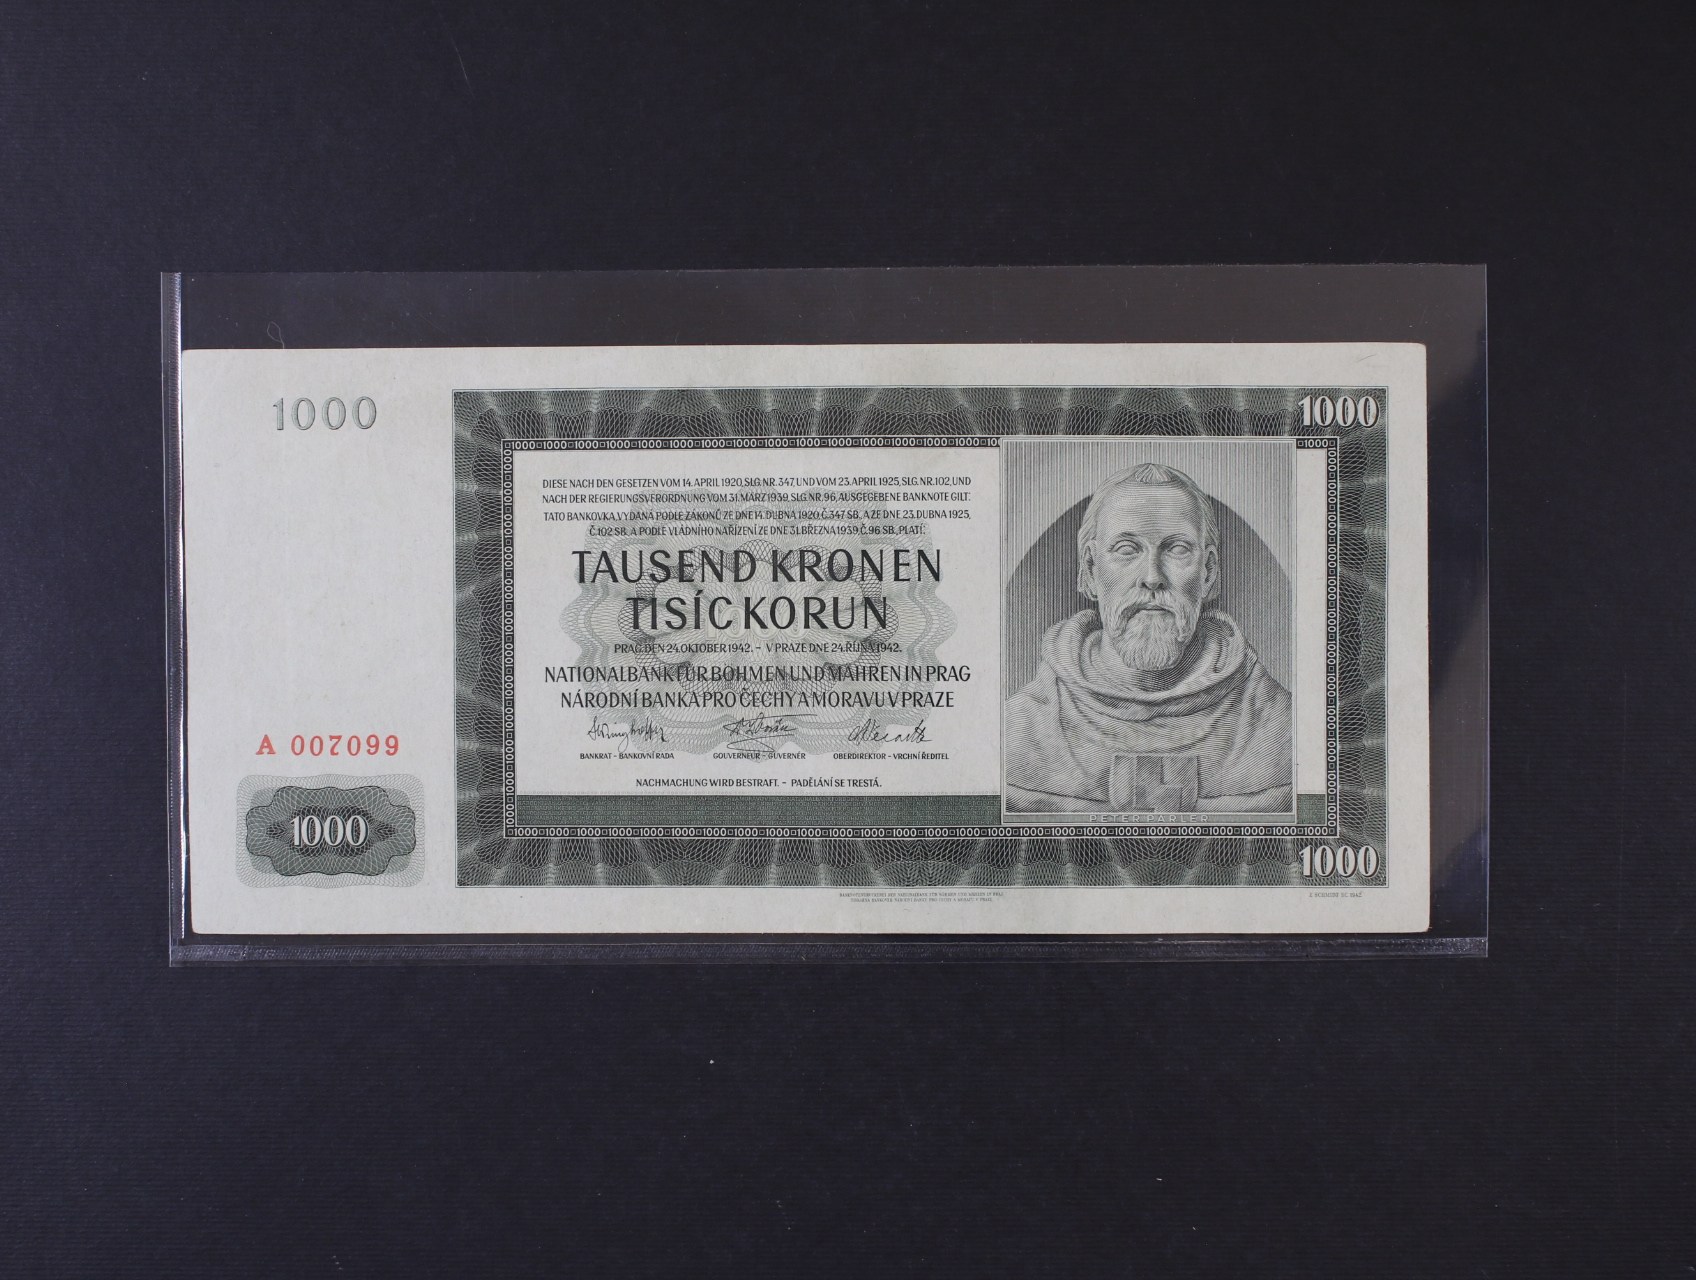 1000
1000
DIESE NACH DEN GESETZEN VOM 14. APRIL 1920, SLG. NR. 347, UND VOM 23. APRIL 1925, SLG. NR. 102, UND
NACH DER REGIERUNGSVERORDNUNG VOM 31. MÄRZ 1939, SLG. NR. 96, AUSGEGEBENE BANKNOTE GILT.
TATO BANKOVKA, VYDANÁ PODLE ZÁKONŮ ZE DNE 14. DUBNA 1920, Č. 347 SB., A ZE DNE 23. DUBNA 1925,
Č. 102 SB., A PODLE VLÁDNÍHO NAŘÍZENÍ ZE DNE 31. BŘEZNA 1939, Č. 96 SB., PLATÍ:
TAUSEND KRONEN
TISÍC KORUN
PRAG, DEN 24. OKTOBER 1942. – V PRAZE DNE 24. ŘÍJNA 1942.
NATIONALBANK FÜR BÖHMEN UND MÄHREN IN PRAG
NÁRODNÍ BANKA PRO ČECHY A MORAVU V PRAZE
BANKRAT – BANKOVNÍ RADA GOUVERNEUR – GUVERNÉR OBERDIREKTOR – VRCHNÍ ŘEDITEL
NACHMACHUNG WIRD BESTRAFT. – PADĚLÁNÍ SE TRESTÁ.
A 007099
1000
PETER PARLER
1000